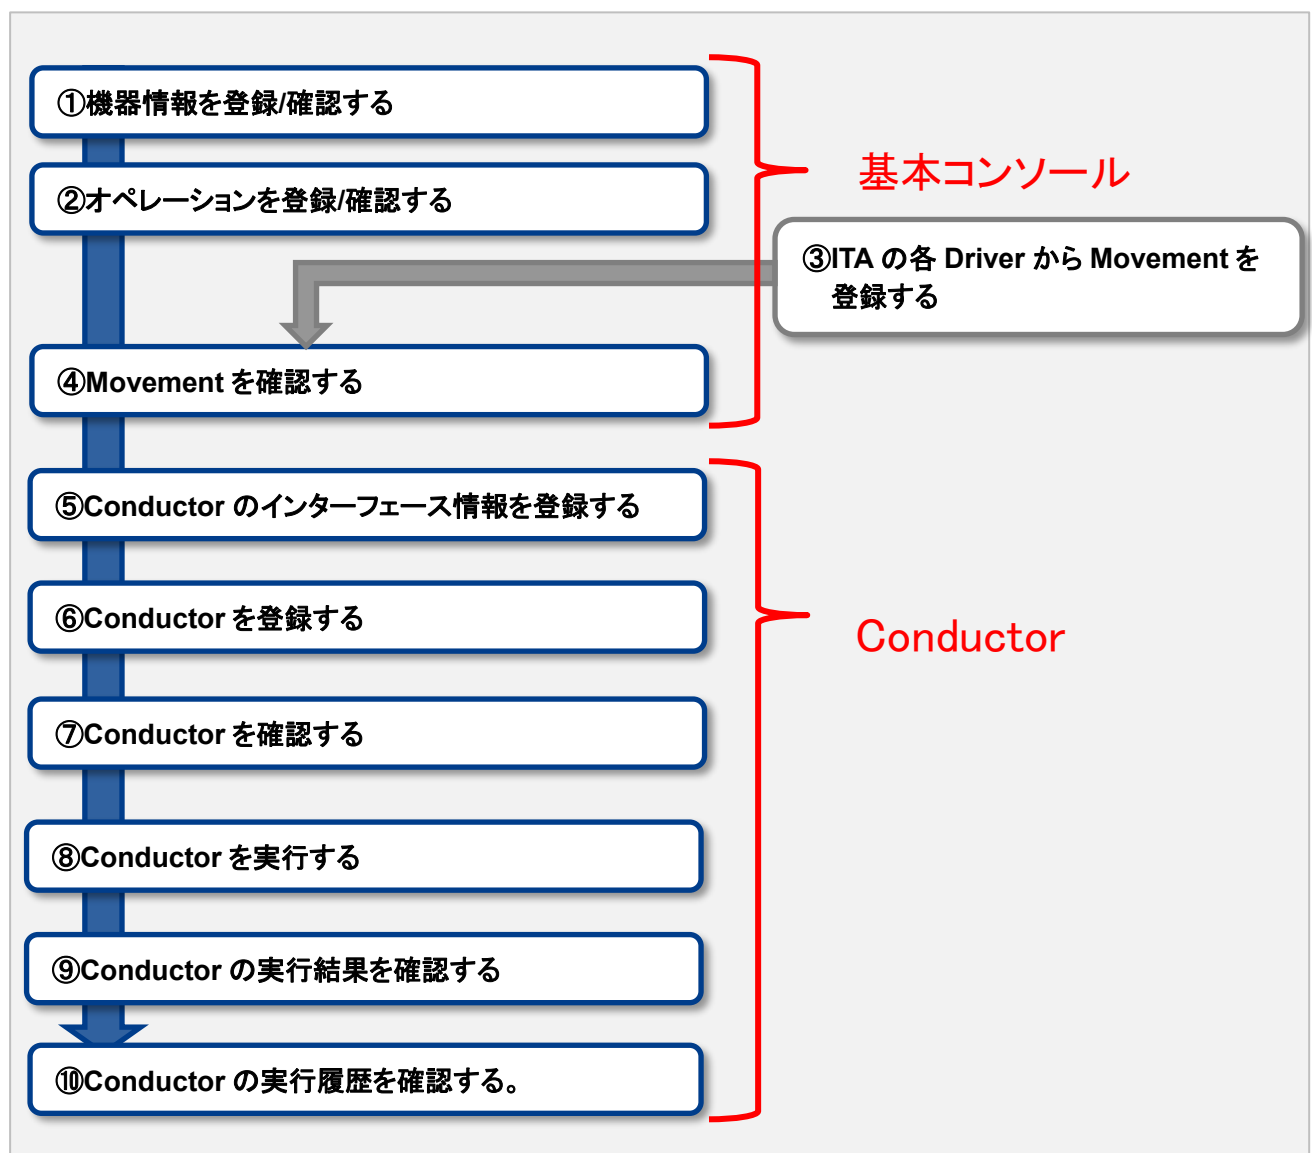 ①機器情報を登録/確認する
②オペレーションを登録/確認する
基本コンソール
③ITA の各 Driver から Movement を
登録する
④Movement を確認する
⑤Conductor のインターフェース情報を登録する
⑥Conductor を登録する
Conductor
⑦Conductor を確認する
⑧Conductor を実行する
⑨Conductor の実行結果を確認する
⑩Conductor の実行履歴を確認する。